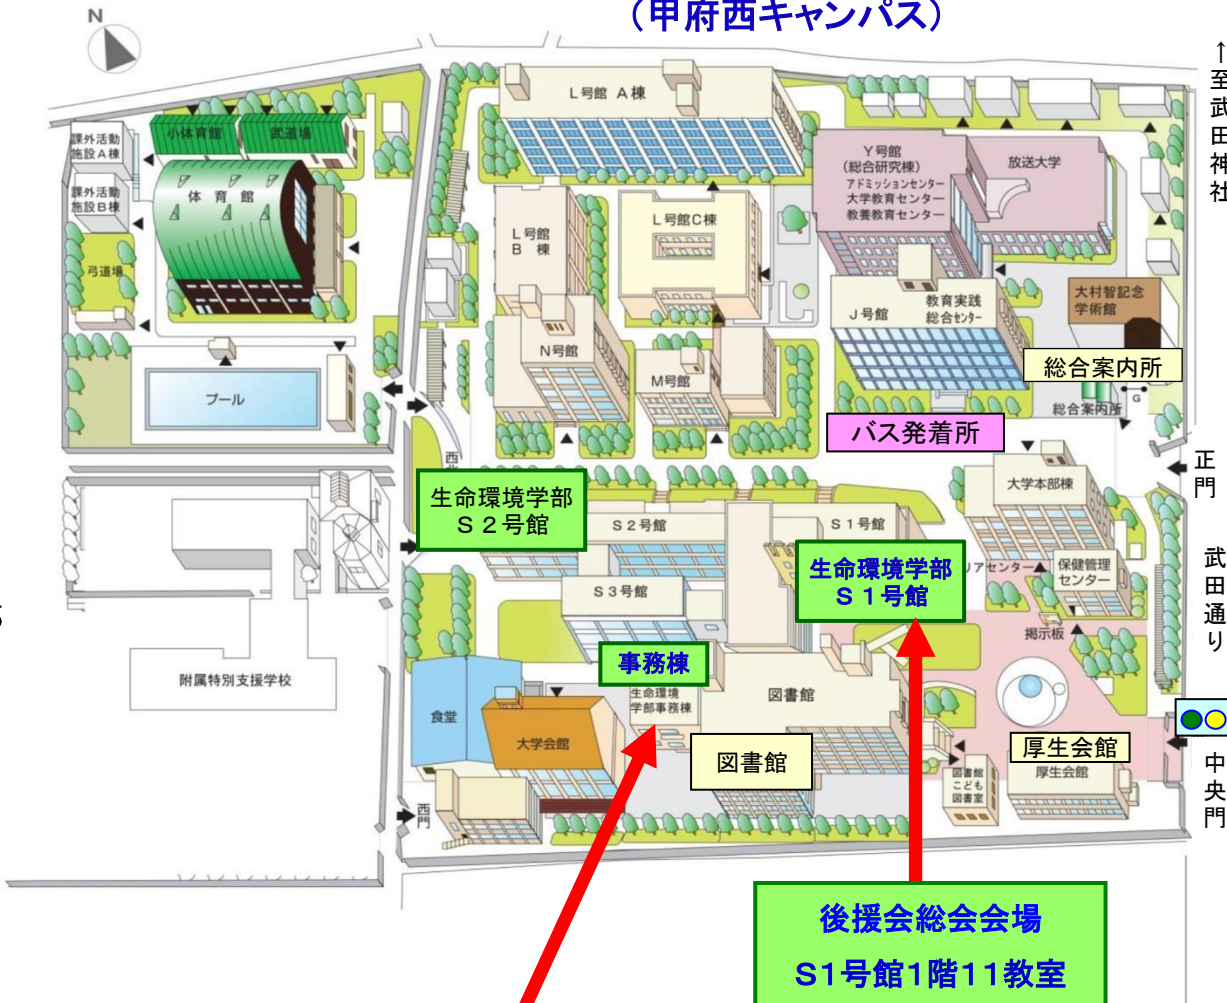 （甲府西キャンパス）
N
↑至武田神社
L号館 A棟
小体育館
武道場
課外活動
施設A棟
体育館
課外活動
施設B棟
弓道場
プール
L号館
B 棟
L号館C棟
Y号館
(総合研究棟)
アドミッションセンター
大学教育センター
教養教育センター
放送大学
J号館
教育実践
総合センター
大村智記念
学術館
総合案内所
総合案内所
G
N号館
M号館
バス発着所
正門
西北
生命環境学部
Ｓ２号館
S2号館
S1号館
大学本部棟
生命環境学部
Ｓ１号館
リアセンター
保健管理
センター
掲示板
武田通り
S3号館
事務棟
生命環境
学部事務棟
附属特別支援学校
食堂
大学会館
図書館
図書館
厚生会館
厚生会館
図書館
こども
図書室
中央門
西門
後援会総会会場
S1号館1階11教室